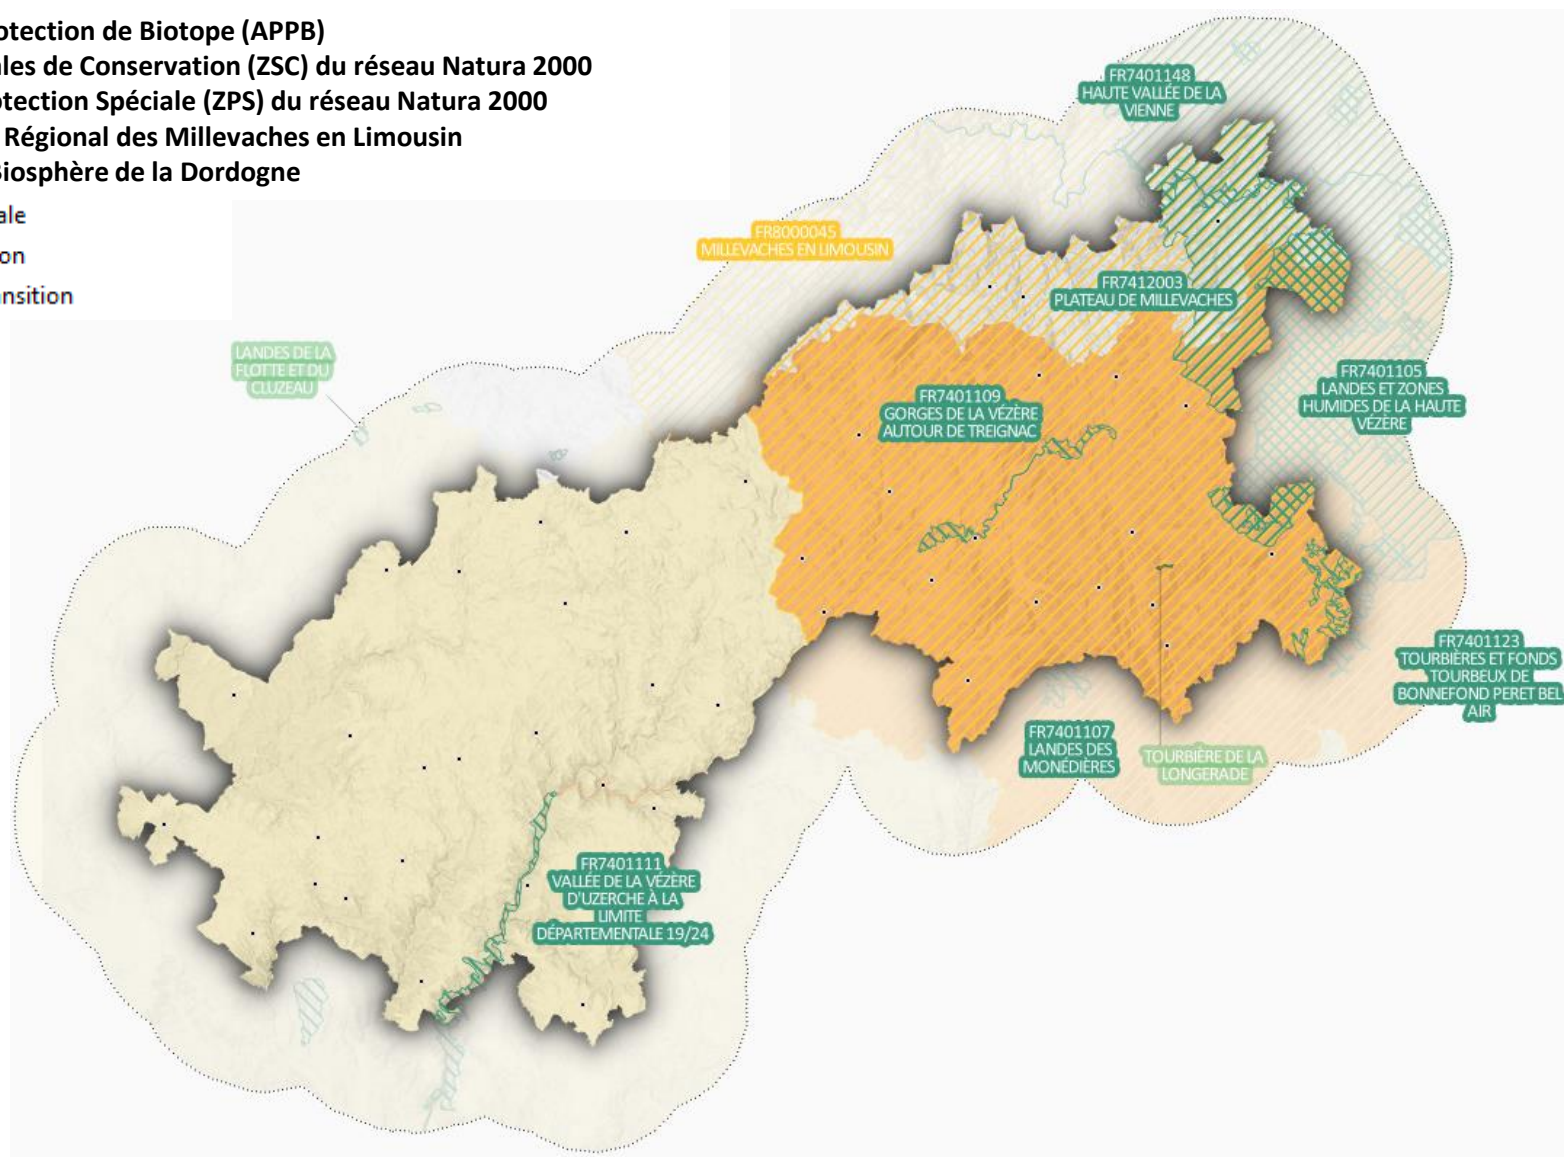 otection de Biotope (APPB)
ales de Conservation (ZSC) du réseau Natura 2000
otection Spéciale (ZPS) du réseau Natura 2000
Régional des Millevaches en Limousin
Biosphère de la Dordogne
ale
on
ansition
FR7401148
HAUTE VALLÉE DE LA
VIENNE
FR8000045
MILLEVACHES EN LIMOUSIN
FR7412003
PLATEAU DE MILLEVACHES
LANDES DE LA
FLOTTE ET DU
CLUZEAU
FR7401109
GORGES DE LA VÉZÈRE
AUTOUR DE TREIGNAC
FR7401105
LANDES ET ZONES
HUMIDES DE LA HAUTE
VÉZÈRE
FR7401123
TOURBIÈRES ET FONDS
TOURBEUX DE
BONNEFOND PERET BEL
AIR
FR7401107
LANDES DES
MONÉDIÈRES
TOURBIÈRE DE LA
LONGERADE
FR7401111
VALLÉE DE LA VÉZÈRE
D'UZERCHE À LA
LIMITE
DÉPARTEMENTALE 19/24